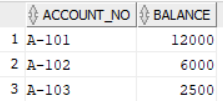 ACCOUNT_NO BALANCE
1 A-101 12000
2 A-102 6000
3 A-103 2500